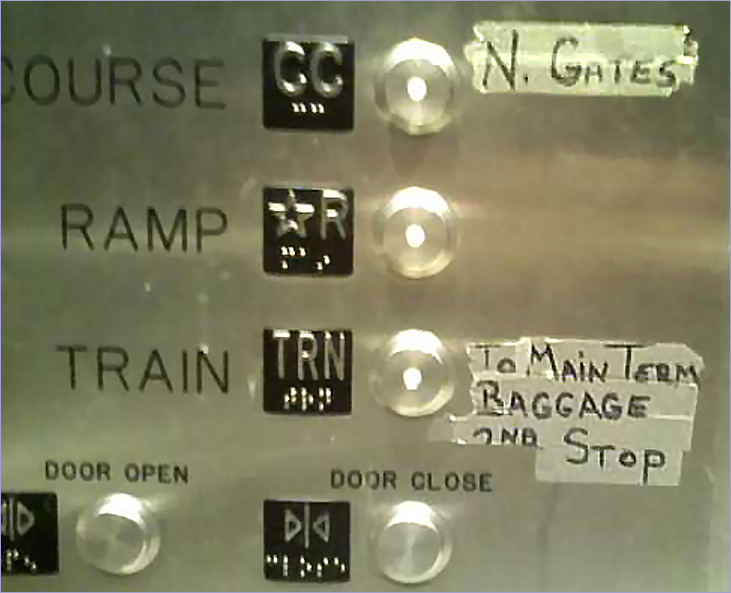 COURSE CC N. GATES
RAMP ☆R
TRAIN TRN TO MAIN TERM
BAGGAGE
2ND STOP
DOOR OPEN DOOR CLOSE